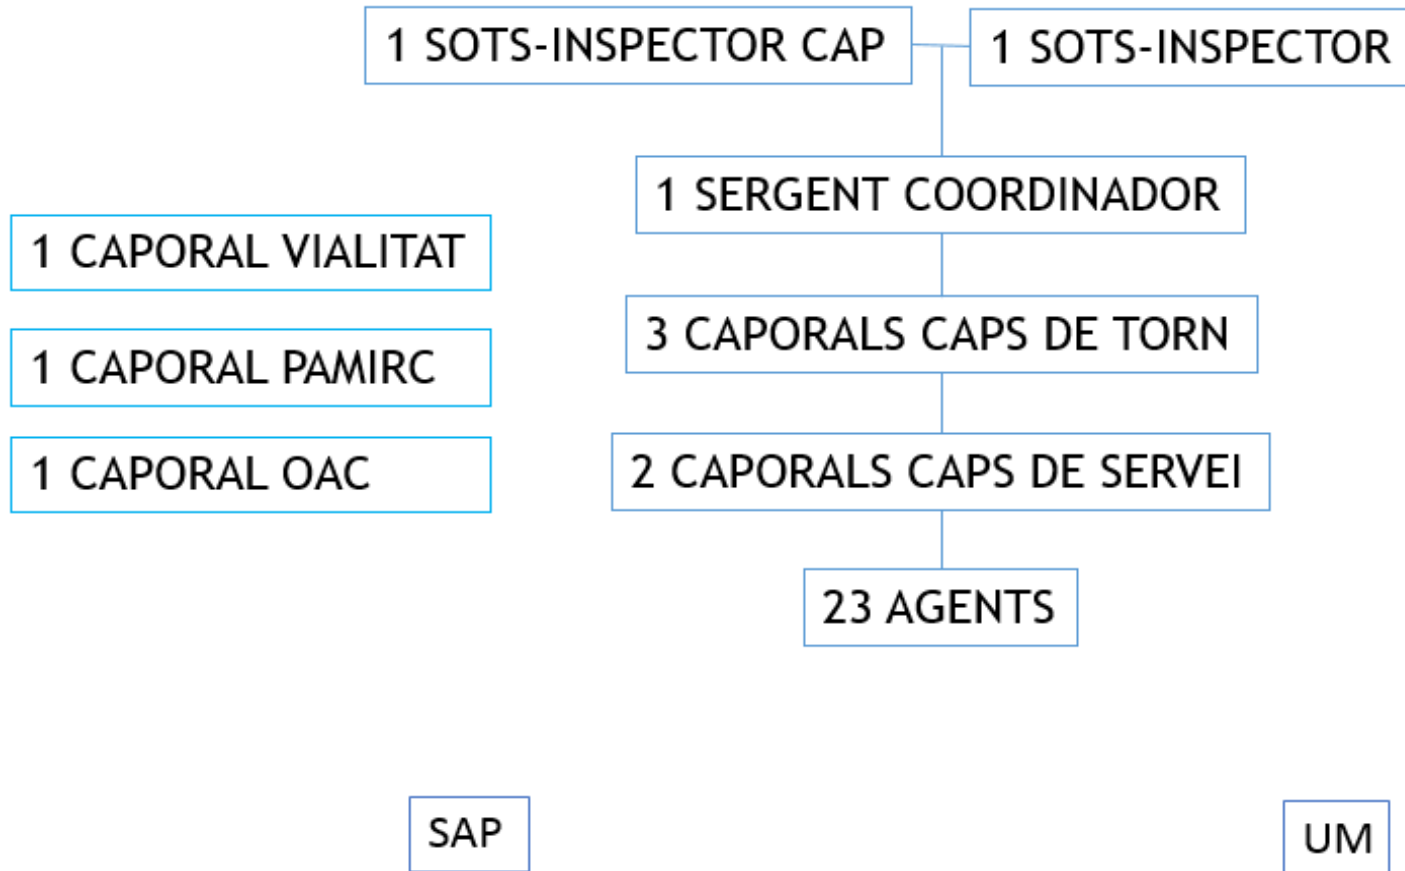 1 SOTS-INSPECTOR CAP
1 SOTS-INSPECTOR
1 SERGENT COORDINADOR
1 CAPORAL VIALITAT
3 CAPORALS CAPS DE TORN
1 CAPORAL PAMIRC
2 CAPORALS CAPS DE SERVEI
1 CAPORAL OAC
23 AGENTS
SAP
UM